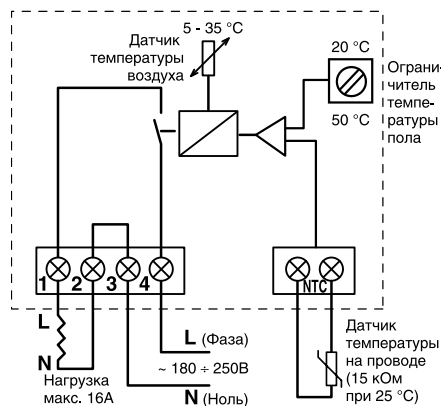 5 - 35 °C
Датчик
температуры
воздуха
20 °C
50 °C
Ограни-
читель
темпе-
ратуры
пола
1 2 3 4
NTC
L
N
Нагрузка
макс. 16А
L (Фаза)
~ 180 ÷ 250В
N (Ноль)
Датчик
температуры
на проводе
(15 кОм
при 25 °C)